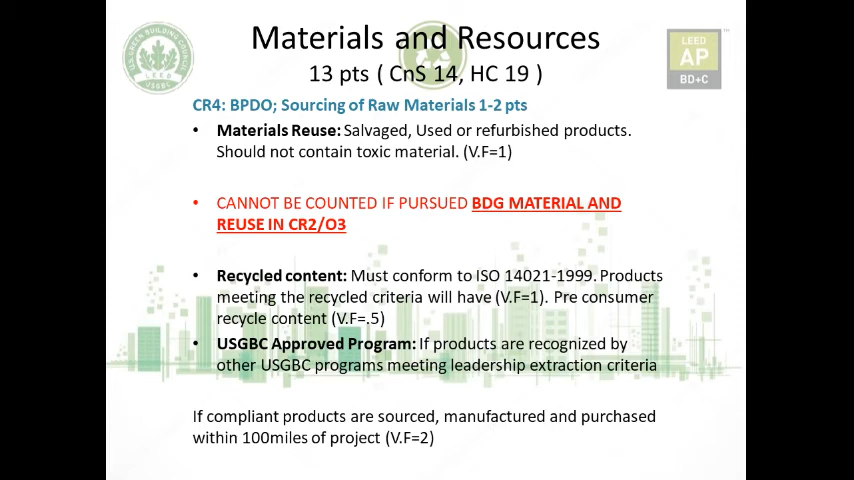 Materials and Resources
13 pts ( CnS 14, HC 19 )
CR4: BPDO; Sourcing of Raw Materials 1-2 pts
• Materials Reuse: Salvaged, Used or refurbished products.
Should not contain toxic material. (V.F=1)
• CANNOT BE COUNTED IF PURSUED BDG MATERIAL AND
REUSE IN CR2/O3
• Recycled content: Must conform to ISO 14021-1999. Products
meeting the recycled criteria will have (V.F=1). Pre consumer
recycle content (V.F=.5)
• USGBC Approved Program: If products are recognized by
other USGBC programs meeting leadership extraction criteria
If compliant products are sourced, manufactured and purchased
within 100miles of project (V.F=2)
U.S. GREEN BUILDING COUNCIL
LEED
USGBC
LEED
AP
BD+C